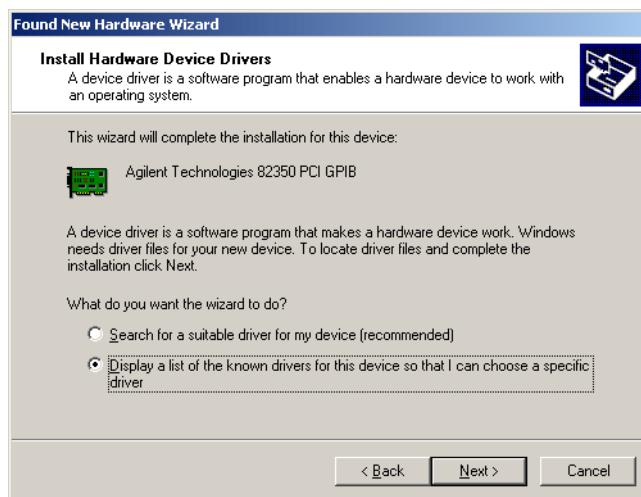 Found New Hardware Wizard
Install Hardware Device Drivers
A device driver is a software program that enables a hardware device to work with
an operating system.
This wizard will complete the installation for this device:
Agilent Technologies 82350 PCI GPIB
A device driver is a software program that makes a hardware device work. Windows
needs driver files for your new device. To locate driver files and complete the
installation click Next.
What do you want the wizard to do?
Search for a suitable driver for my device (recommended)
Display a list of the known drivers for this device so that I can choose a specific
driver
< Back
Next >
Cancel